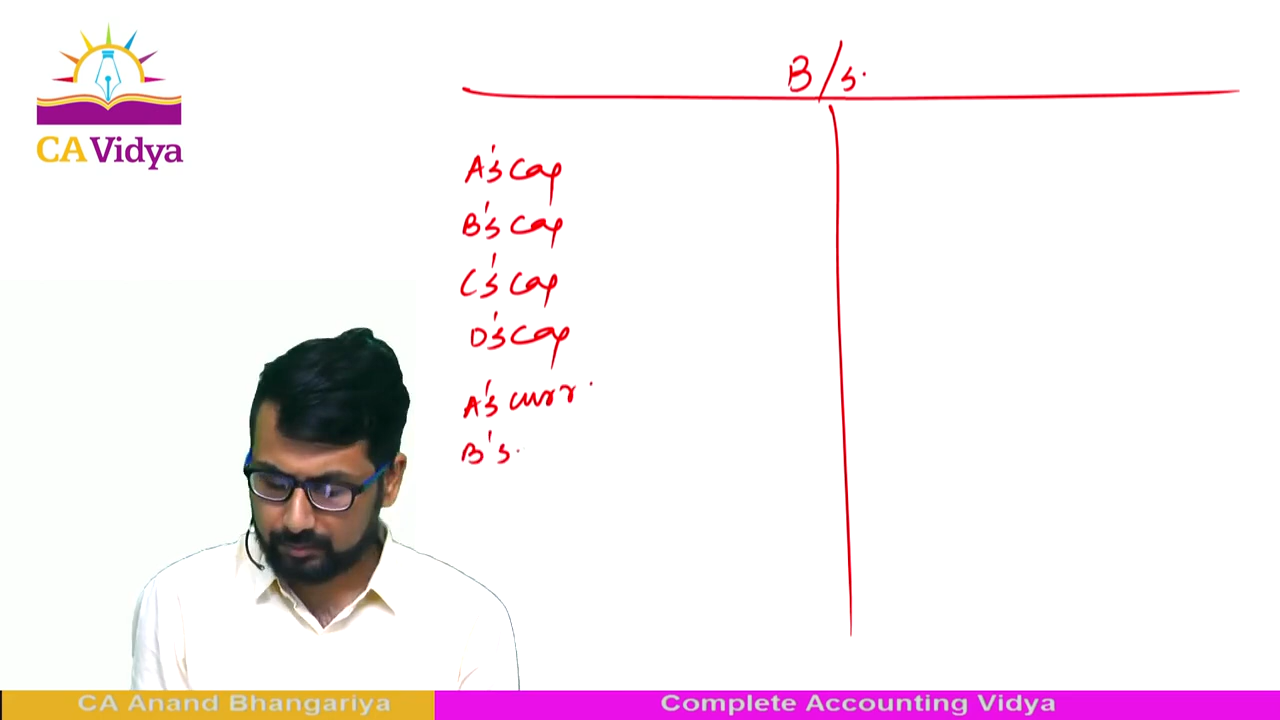 CA Vidya
B/s.
A's Cap
B's Cap
C's Cap
D's Cap
A's curr.
B's.
CA Anand Bhangariya
Complete Accounting Vidya